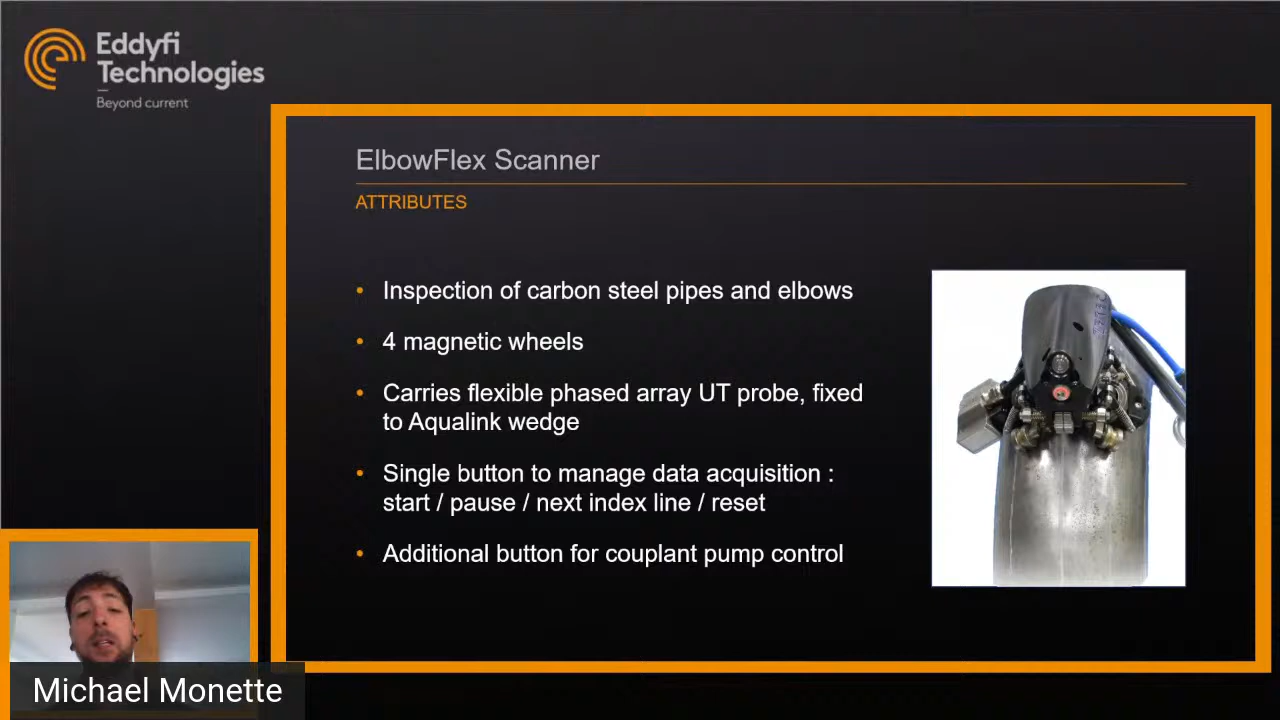 Eddyfi
Technologies
Beyond current
ElbowFlex Scanner
ATTRIBUTES
• Inspection of carbon steel pipes and elbows
• 4 magnetic wheels
• Carries flexible phased array UT probe, fixed
to Aqualink wedge
• Single button to manage data acquisition :
start / pause / next index line / reset
• Additional button for couplant pump control
Michael Monette